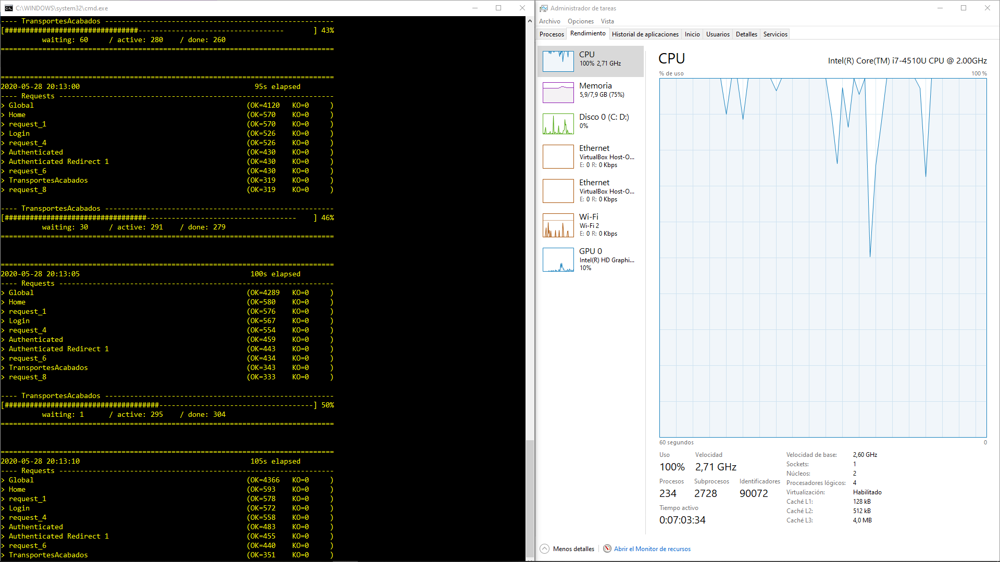 C:\WINDOWS\system32\cmd.exe
---- TransportesAcabados -------------------------------------------------------
[################################-----------------------------------       ] 43%
          waiting: 60     / active: 280    / done: 260
================================================================================
================================================================================
2020-05-28 20:13:00                                          95s elapsed
---- Requests ------------------------------------------------------------------
> Global                                                   (OK=4120   KO=0     )
> Home                                                     (OK=570    KO=0     )
> request_1                                                (OK=570    KO=0     )
> Login                                                    (OK=526    KO=0     )
> request_4                                                (OK=526    KO=0     )
> Authenticated                                            (OK=430    KO=0     )
> Authenticated Redirect 1                                 (OK=430    KO=0     )
> request_6                                                (OK=430    KO=0     )
> TransportesAcabados                                      (OK=319    KO=0     )
> request_8                                                (OK=319    KO=0     )
---- TransportesAcabados -------------------------------------------------------
[##################################------------------------------------    ] 46%
          waiting: 30     / active: 291    / done: 279
================================================================================
================================================================================
2020-05-28 20:13:05                                         100s elapsed
---- Requests ------------------------------------------------------------------
> Global                                                   (OK=4289   KO=0     )
> Home                                                     (OK=580    KO=0     )
> request_1                                                (OK=576    KO=0     )
> Login                                                    (OK=567    KO=0     )
> request_4                                                (OK=554    KO=0     )
> Authenticated                                            (OK=459    KO=0     )
> Authenticated Redirect 1                                 (OK=443    KO=0     )
> request_6                                                (OK=434    KO=0     )
> TransportesAcabados                                      (OK=343    KO=0     )
> request_8                                                (OK=333    KO=0     )
---- TransportesAcabados -------------------------------------------------------
[#####################################-------------------------------------] 50%
          waiting: 1      / active: 295    / done: 304
================================================================================
================================================================================
2020-05-28 20:13:10                                         105s elapsed
---- Requests ------------------------------------------------------------------
> Global                                                   (OK=4366   KO=0     )
> Home                                                     (OK=593    KO=0     )
> request_1                                                (OK=578    KO=0     )
> Login                                                    (OK=572    KO=0     )
> request_4                                                (OK=558    KO=0     )
> Authenticated                                            (OK=483    KO=0     )
> Authenticated Redirect 1                                 (OK=455    KO=0     )
> request_6                                                (OK=440    KO=0     )
> TransportesAcabados                                      (OK=351    KO=0     )
Administrador de tareas
Archivo Opciones Vista
Procesos Rendimiento Historial de aplicaciones Inicio Usuarios Detalles Servicios
CPU
100% 2,71 GHz
Memoria
5,9/7,9 GB (75%)
Disco 0 (C: D:)
0%
Ethernet
VirtualBox Host-O...
E: 0 R: 0 Kbps
Ethernet
VirtualBox Host-O...
E: 0 R: 0 Kbps
Wi-Fi
Wi-Fi 2
E: 0 R: 0 Kbps
GPU 0
Intel(R) HD Graphi...
10%
CPU Intel(R) Core(TM) i7-4510U CPU @ 2.00GHz
% de uso 100 %
60 segundos 0
Uso Velocidad
100% 2,71 GHz
Procesos Subprocesos Identificadores
234 2728 90072
Tiempo activo
0:07:03:34
Velocidad de base: 2,60 GHz
Sockets: 1
Núcleos: 2
Procesadores lógicos: 4
Virtualización: Habilitado
Caché L1: 128 kB
Caché L2: 512 kB
Caché L3: 4,0 MB
Menos detalles Abrir el Monitor de recursos